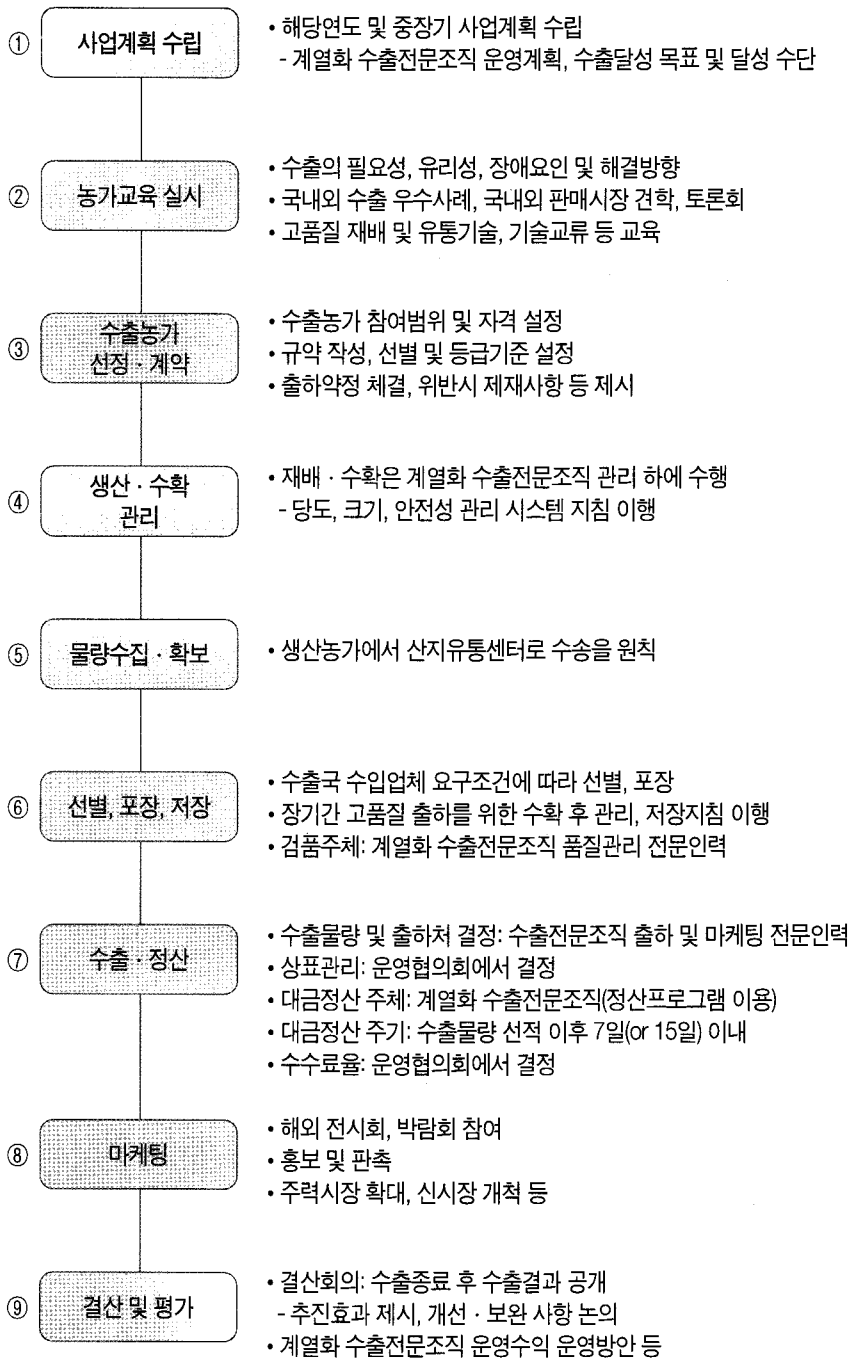 ① 사업계획 수립
• 해당연도 및 중장기 사업계획 수립
- 계열화 수출전문조직 운영계획, 수출달성 목표 및 달성 수단
② 농가교육 실시
• 수출의 필요성, 유리성, 장애요인 및 해결방향
• 국내외 수출 우수사례, 국내외 판매시장 견학, 토론회
• 고품질 재배 및 유통기술, 기술교류 등 교육
③ 수출농가
선정 · 계약
• 수출농가 참여범위 및 자격 설정
• 규약 작성, 선별 및 등급기준 설정
• 출하약정 체결, 위반시 제재사항 등 제시
④ 생산 · 수확
관리
• 재배 · 수확은 계열화 수출전문조직 관리 하에 수행
- 당도, 크기, 안전성 관리 시스템 지침 이행
⑤ 물량수집 · 확보
• 생산농가에서 산지유통센터로 수송을 원칙
⑥ 선별, 포장, 저장
• 수출국 수입업체 요구조건에 따라 선별, 포장
• 장기간 고품질 출하를 위한 수확 후 관리, 저장지침 이행
• 검품주체: 계열화 수출전문조직 품질관리 전문인력
⑦ 수출 · 정산
• 수출물량 및 출하처 결정: 수출전문조직 출하 및 마케팅 전문인력
• 상표관리: 운영협의회에서 결정
• 대금정산 주체: 계열화 수출전문조직(정산프로그램 이용)
• 대금정산 주기: 수출물량 선적 이후 7일(or 15일) 이내
• 수수료율: 운영협의회에서 결정
⑧ 마케팅
• 해외 전시회, 박람회 참여
• 홍보 및 판촉
• 주력시장 확대, 신시장 개척 등
⑨ 결산 및 평가
• 결산회의: 수출종료 후 수출결과 공개
- 추진효과 제시, 개선 · 보완 사항 논의
• 계열화 수출전문조직 운영수익 운영방안 등